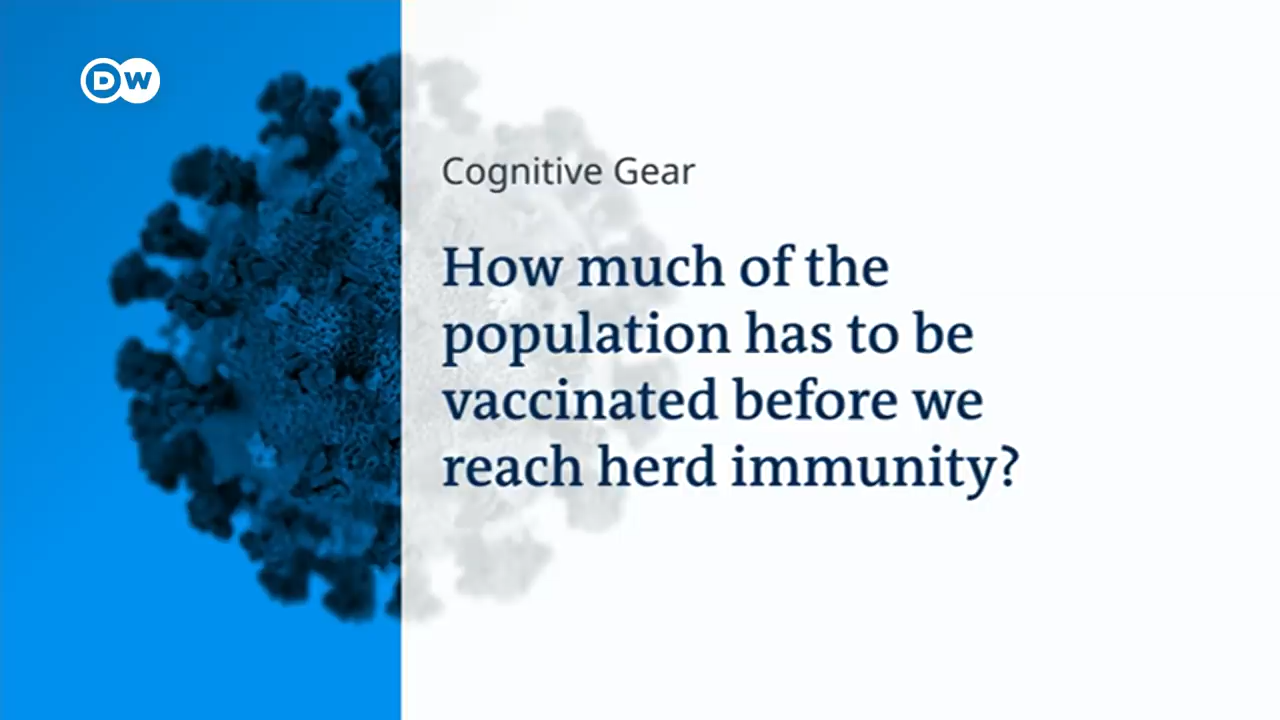 DW
Cognitive Gear
How much of the
population has to be
vaccinated before we
reach herd immunity?